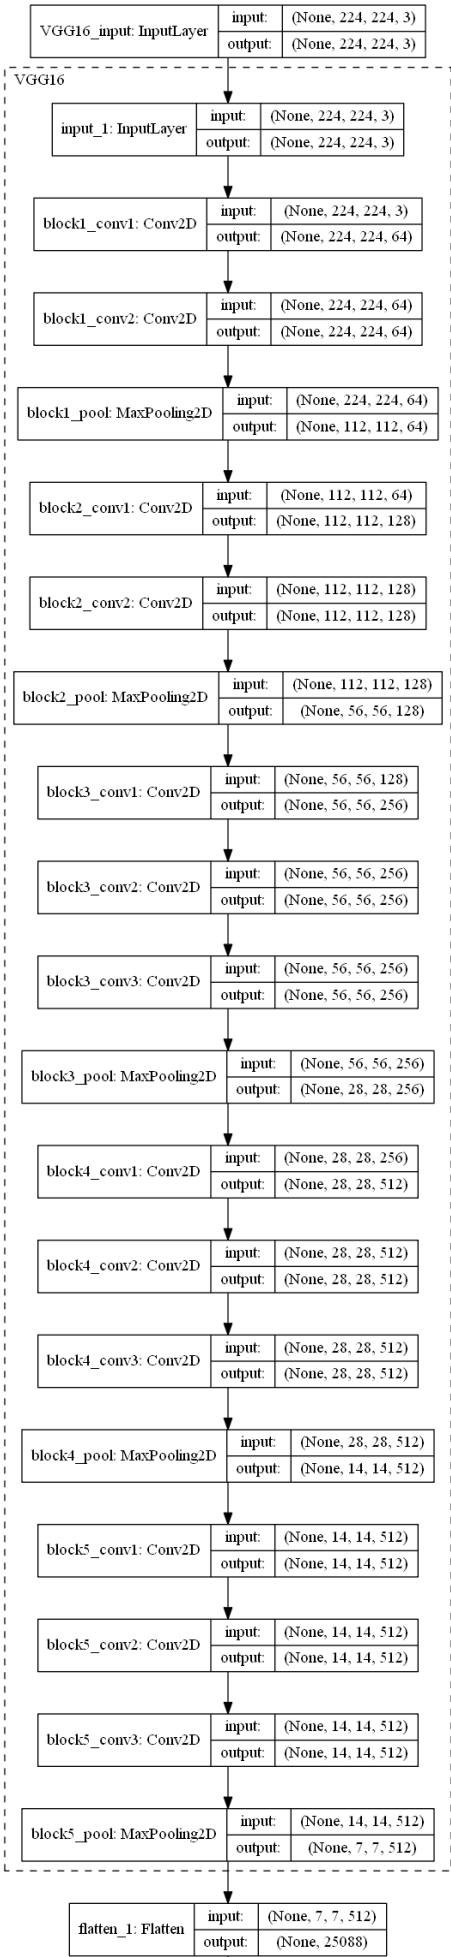 VGG16_input: InputLayer
input: (None, 224, 224, 3)
output: (None, 224, 224, 3)
VGG16
input_1: InputLayer
input: (None, 224, 224, 3)
output: (None, 224, 224, 3)
block1_conv1: Conv2D
input: (None, 224, 224, 3)
output: (None, 224, 224, 64)
block1_conv2: Conv2D
input: (None, 224, 224, 64)
output: (None, 224, 224, 64)
block1_pool: MaxPooling2D
input: (None, 224, 224, 64)
output: (None, 112, 112, 64)
block2_conv1: Conv2D
input: (None, 112, 112, 64)
output: (None, 112, 112, 128)
block2_conv2: Conv2D
input: (None, 112, 112, 128)
output: (None, 112, 112, 128)
block2_pool: MaxPooling2D
input: (None, 112, 112, 128)
output: (None, 56, 56, 128)
block3_conv1: Conv2D
input: (None, 56, 56, 128)
output: (None, 56, 56, 256)
block3_conv2: Conv2D
input: (None, 56, 56, 256)
output: (None, 56, 56, 256)
block3_conv3: Conv2D
input: (None, 56, 56, 256)
output: (None, 56, 56, 256)
block3_pool: MaxPooling2D
input: (None, 56, 56, 256)
output: (None, 28, 28, 256)
block4_conv1: Conv2D
input: (None, 28, 28, 256)
output: (None, 28, 28, 512)
block4_conv2: Conv2D
input: (None, 28, 28, 512)
output: (None, 28, 28, 512)
block4_conv3: Conv2D
input: (None, 28, 28, 512)
output: (None, 28, 28, 512)
block4_pool: MaxPooling2D
input: (None, 28, 28, 512)
output: (None, 14, 14, 512)
block5_conv1: Conv2D
input: (None, 14, 14, 512)
output: (None, 14, 14, 512)
block5_conv2: Conv2D
input: (None, 14, 14, 512)
output: (None, 14, 14, 512)
block5_conv3: Conv2D
input: (None, 14, 14, 512)
output: (None, 14, 14, 512)
block5_pool: MaxPooling2D
input: (None, 14, 14, 512)
output: (None, 7, 7, 512)
flatten_1: Flatten
input: (None, 7, 7, 512)
output: (None, 25088)